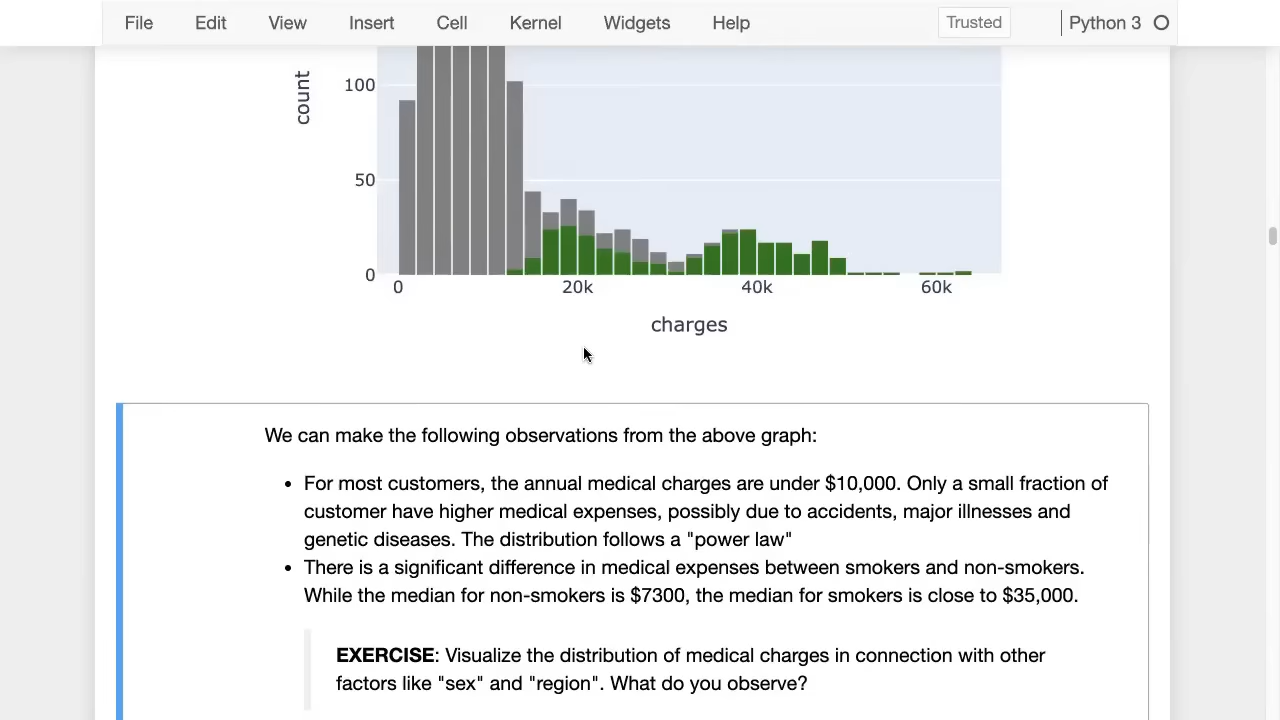 File Edit View Insert Cell Kernel Widgets Help Trusted Python 3
count
100
50
0
0 20k 40k 60k
charges
We can make the following observations from the above graph:
• For most customers, the annual medical charges are under $10,000. Only a small fraction of
customer have higher medical expenses, possibly due to accidents, major illnesses and
genetic diseases. The distribution follows a "power law"
• There is a significant difference in medical expenses between smokers and non-smokers.
While the median for non-smokers is $7300, the median for smokers is close to $35,000.
EXERCISE: Visualize the distribution of medical charges in connection with other
factors like "sex" and "region". What do you observe?